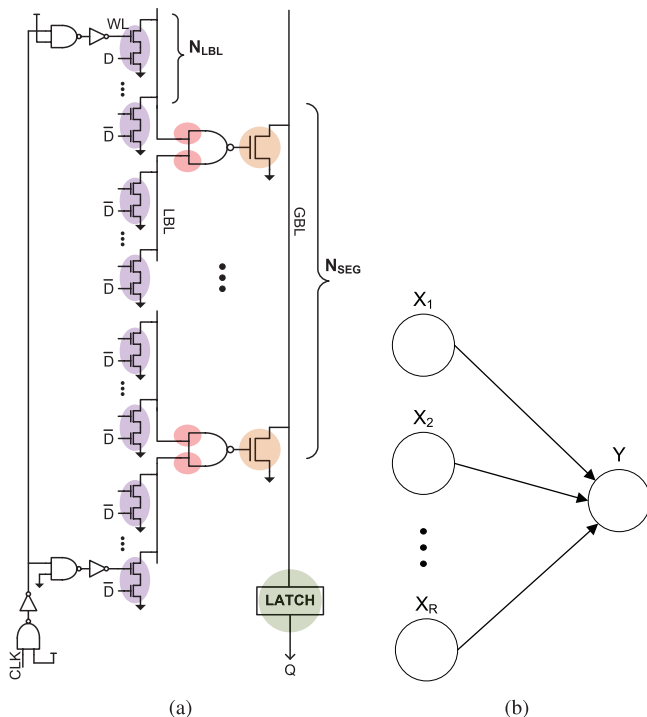 WL
N_LBL
D
•••
D̅
D̅
LBL
GBL
•••
N_SEG
D̅
D̅
•••
D̅
D̅
•••
D̅
LATCH
CLK
Q
(a)
X₁
X₂
Y
X_R
(b)